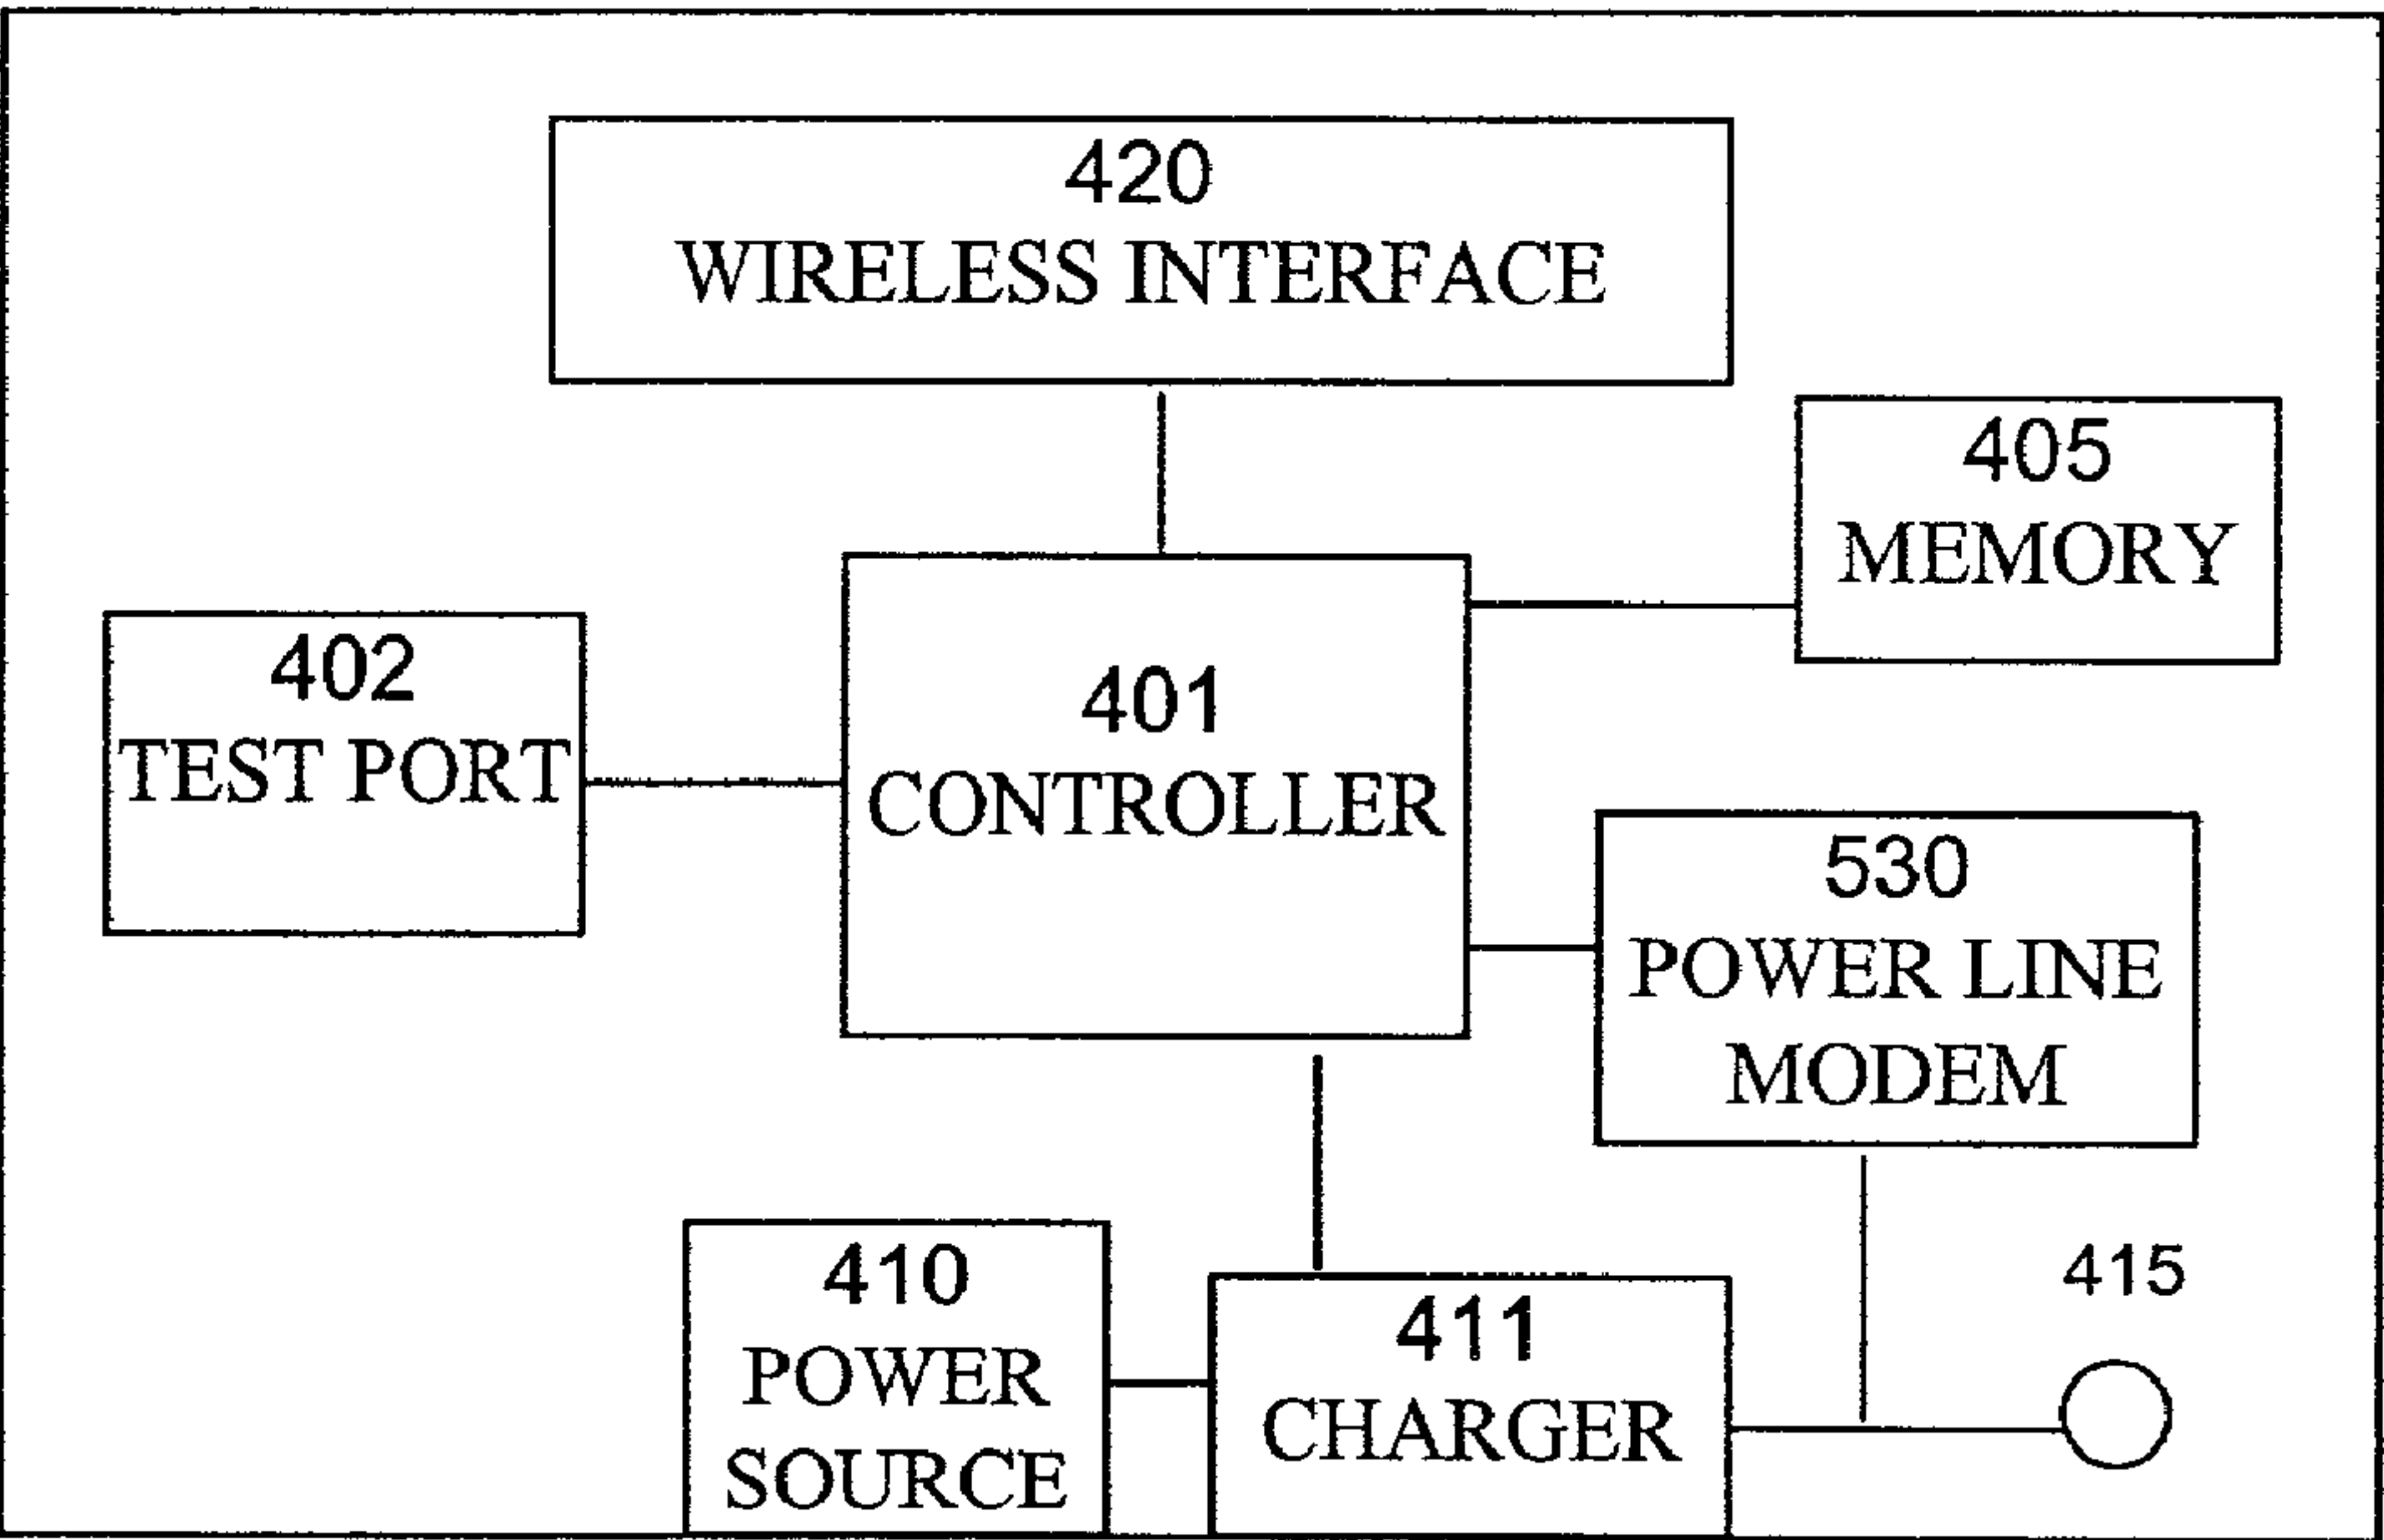 420
WIRELESS INTERFACE
405
MEMORY
402
TEST PORT
401
CONTROLLER
530
POWER LINE
MODEM
410
POWER
SOURCE
411
CHARGER
415